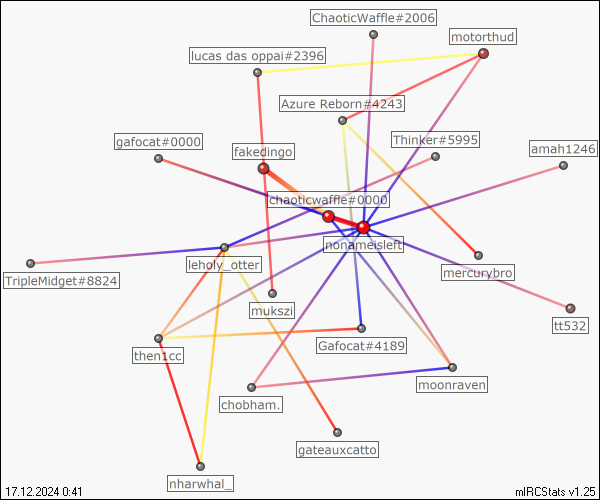 ChaoticWaffle#2006
motorthud
lucas das oppai#2396
Azure Reborn#4243
gafocat#0000
Thinker#5995
amah1246
fakedingo
chaoticwaffle#0000
nonameisleft
leholy_otter
mercurybro
TripleMidget#8824
mukszi
tt532
Gafocat#4189
then1cc
moonraven
chobham.
gateauxcatto
nharwhal_
17.12.2024 0:41
mIRCStats v1.25